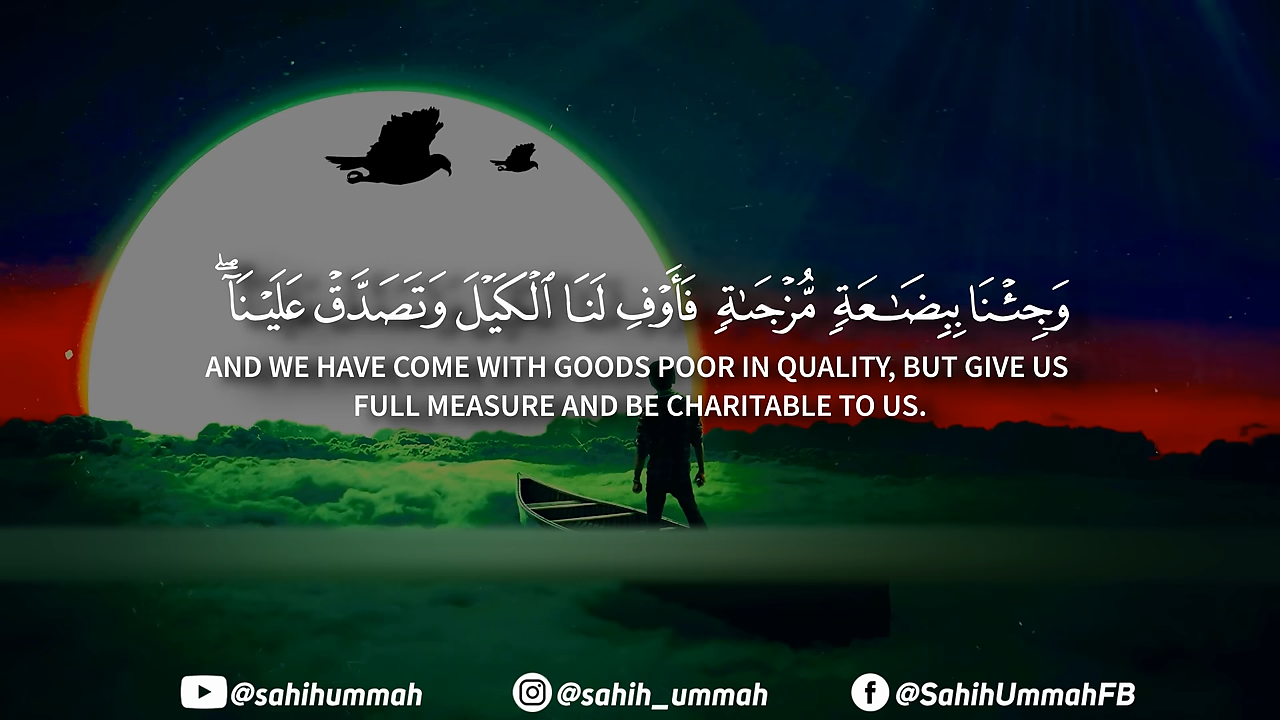 وَجِئْنَا بِبِضَـٰعَةٍ مُّزْجَىٰةٍ فَأَوْفِ لَنَا ٱلْكَيْلَ وَتَصَدَّقْ عَلَيْنَآ ۖ
AND WE HAVE COME WITH GOODS POOR IN QUALITY, BUT GIVE US
FULL MEASURE AND BE CHARITABLE TO US.
@sahihummah @sahih_ummah @SahihUmmahFB